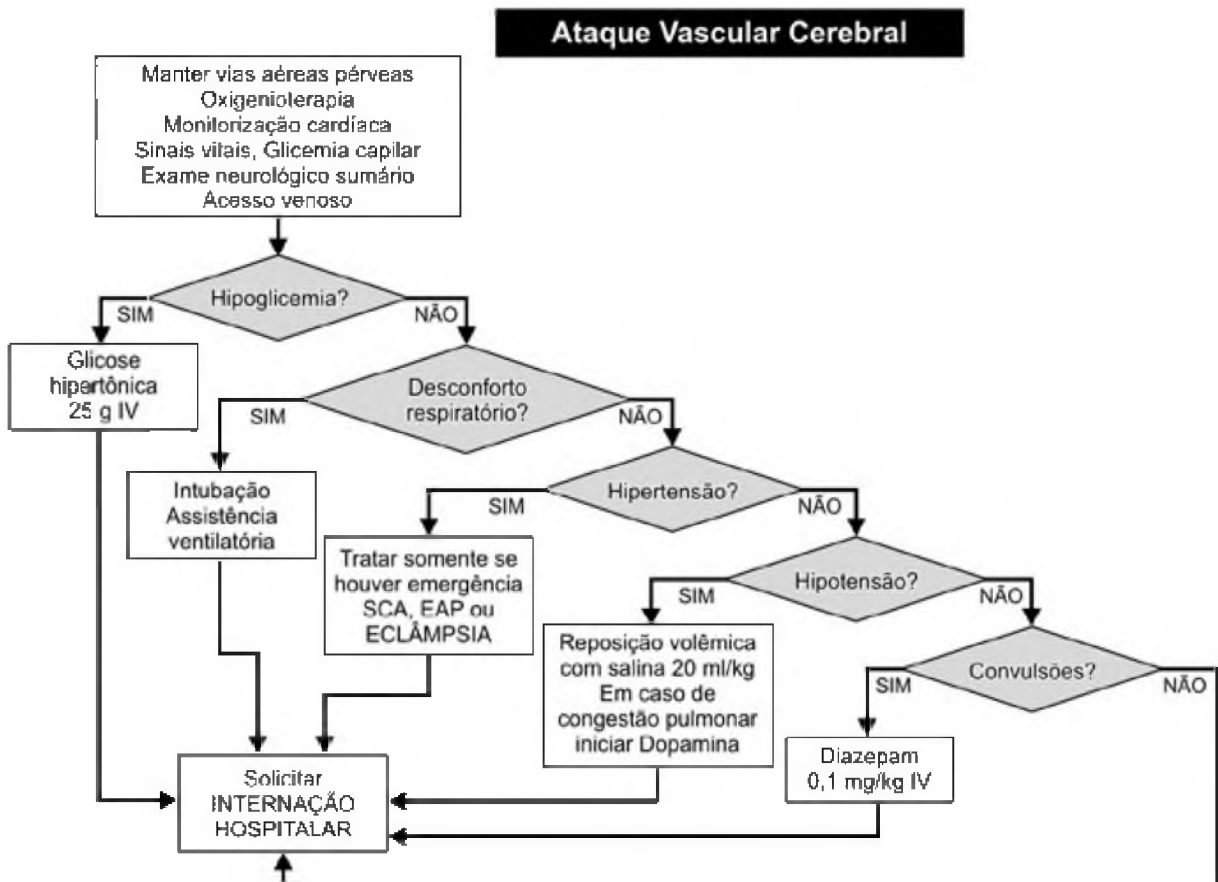 Ataque Vascular Cerebral
Manter vias aéreas pérveas
Oxigenioterapia
Monitorização cardíaca
Sinais vitais, Glicemia capilar
Exame neurológico sumário
Acesso venoso
Hipoglicemia?
SIM
NÃO
Glicose
hipertônica
25 g IV
Desconforto
respiratório?
SIM
NÃO
Intubação
Assistência
ventilatória
Hipertensão?
SIM
NÃO
Tratar somente se
houver emergência
SCA, EAP ou
ECLÂMPSIA
Hipotensão?
SIM
NÃO
Reposição volêmica
com salina 20 ml/kg
Em caso de
congestão pulmonar
iniciar Dopamina
Convulsões?
SIM
NÃO
Diazepam
0,1 mg/kg IV
Solicitar
INTERNAÇÃO
HOSPITALAR